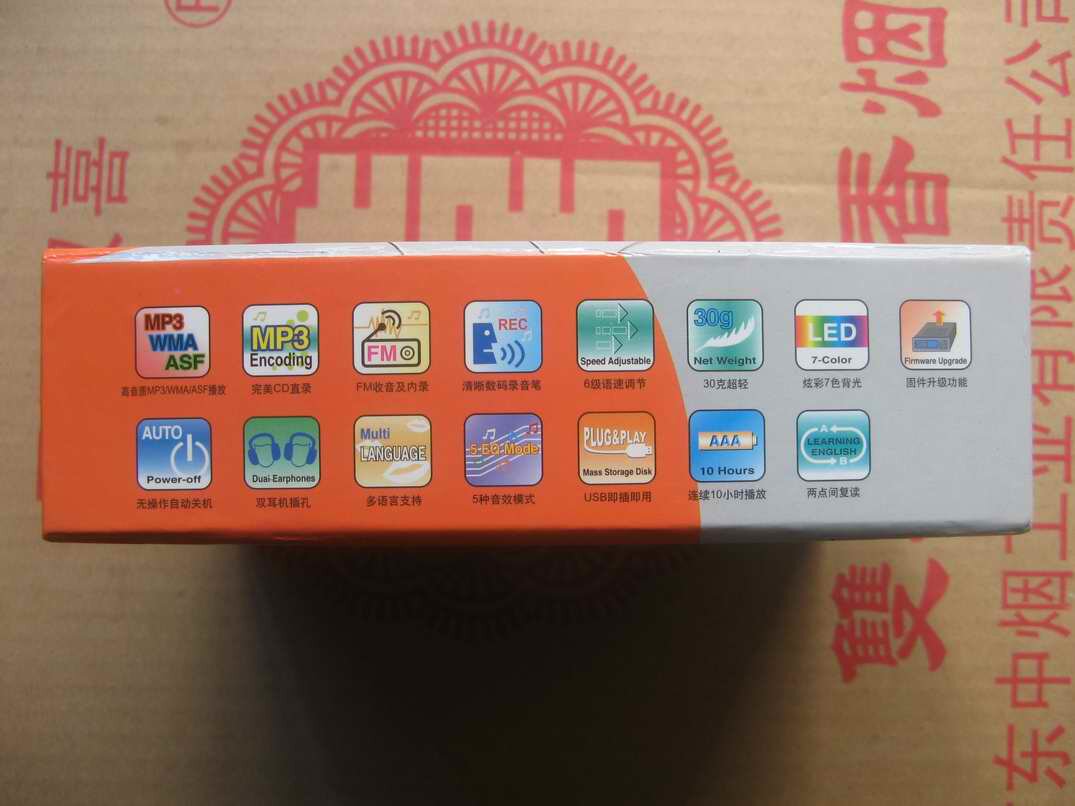 MP3
WMA
ASF
高音质MP3/WMA/ASF播放
MP3
Encoding
完美CD直录
FM
FM收音及内录
REC
清晰数码录音笔
Speed Adjustable
6级语速调节
30g
Net Weight
30克超轻
LED
7-Color
炫彩7色背光
Firmware Upgrade
固件升级功能
AUTO
Power-off
无操作自动关机
Dual-Earphones
双耳机插孔
Multi
LANGUAGE
多语言支持
5 EQ Mode
5种音效模式
PLUG&PLAY
Mass Storage Disk
USB即插即用
AAA
10 Hours
连续10小时播放
A
LEARNING
ENGLISH
B
两点间复读
喜
雙
香烟
东中烟工业有限责任公司